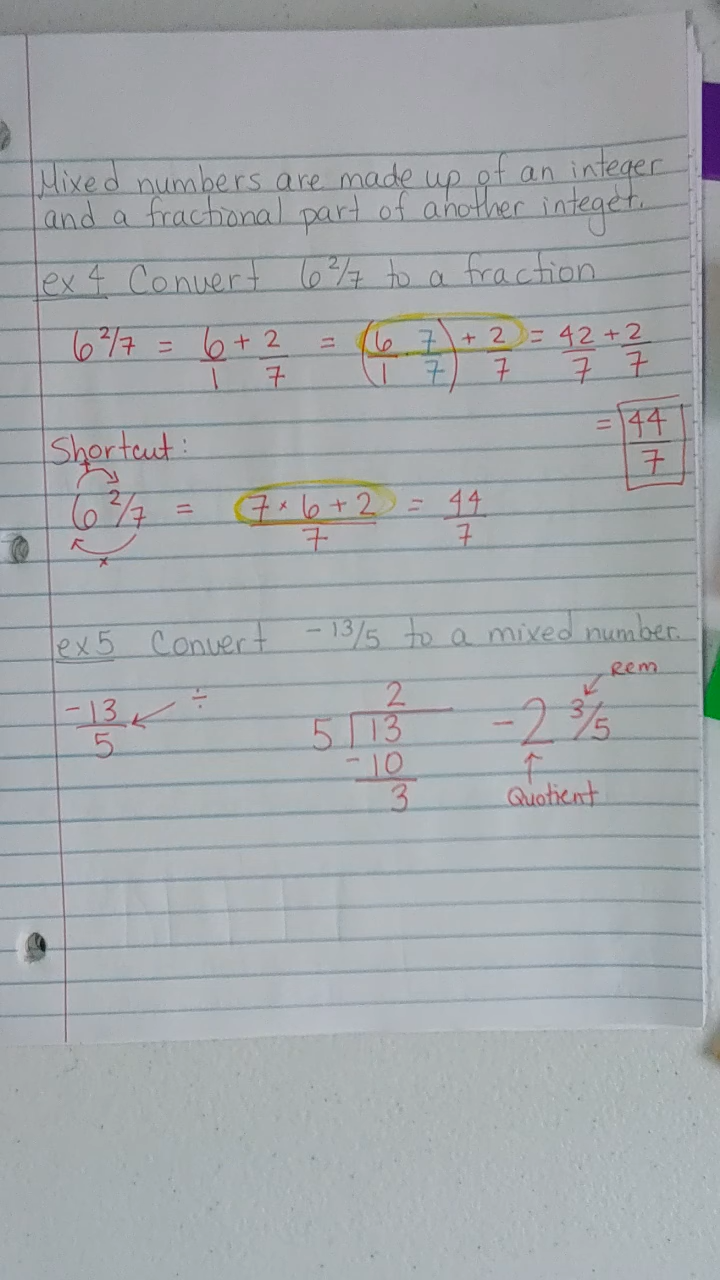 Mixed numbers are made up of an integer
and a fractional part of another integer.
ex 4 Convert 6 2/7 to a fraction
6 2/7 = 6/1 + 2/7 = (6/1 7/7) + 2/7 = 42/7 + 2/7
= 44/7
Shortcut:
+
6 2/7 = 7 × 6 + 2/7 = 44/7
×
ex 5 Convert -13/5 to a mixed number.
Rem
-13/5 ÷ 2 -2 3/5
5 13
-10
3 Quotient